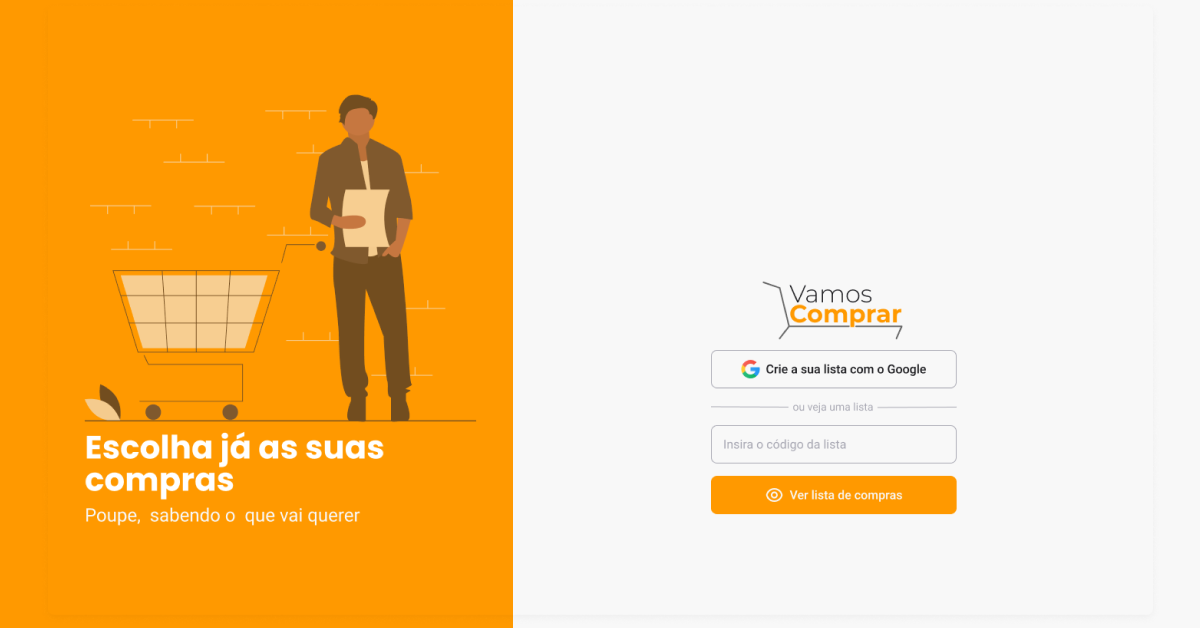 Escolha já as suas
compras
Poupe, sabendo o que vai querer
Vamos
Comprar
Crie a sua lista com o Google
ou veja uma lista
Insira o código da lista
Ver lista de compras